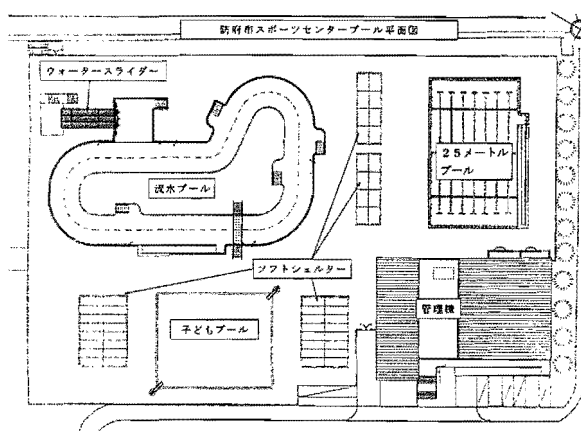 防府市スポーツセンタープール平面図
ウォータースライダー
25メートル
プール
流水プール
ソフトシェルター
管理棟
子どもプール